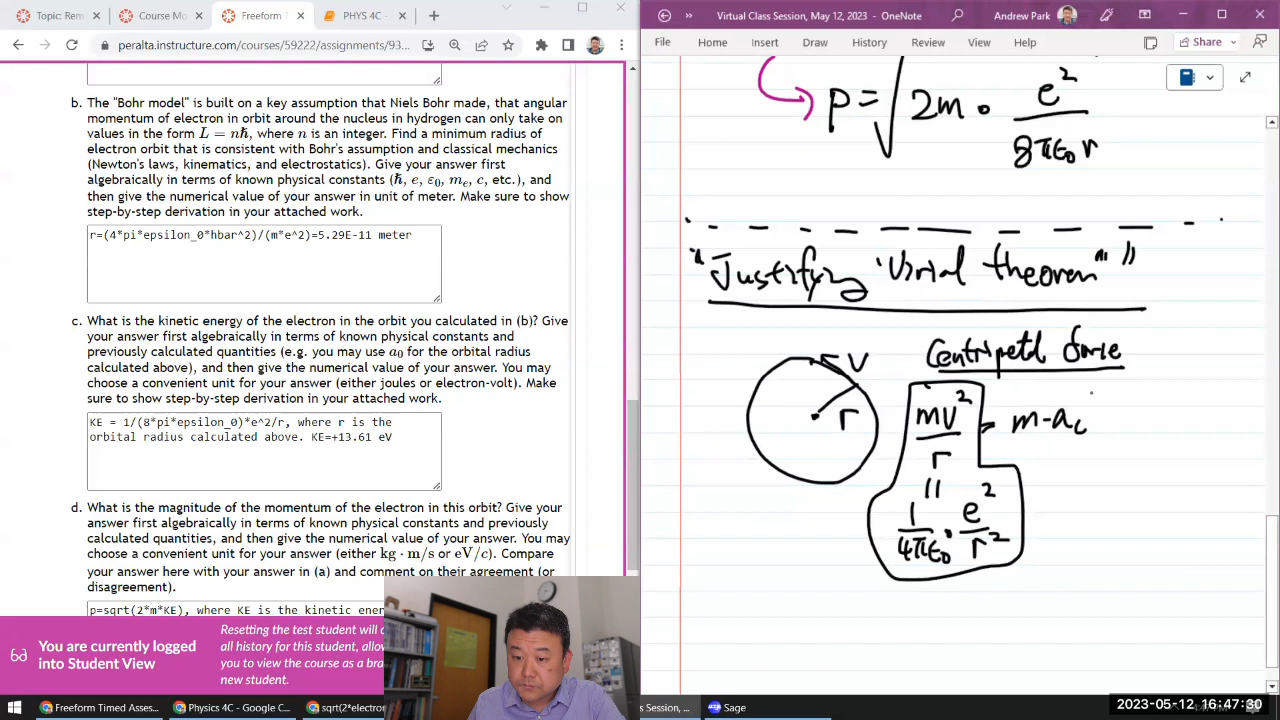 Topic Rem
Course Mo
Freeform T
PHYS 4C -
peralta.instructure.com/courses/59222/assignments/93...
b. The "Bohr model" is built on a key assumption that Niels Bohr made, that angular
momentum of electron in orbit around the nucleus in hydrogen can only take on
values in the form L = nℏ, where n is an integer. Find a minimum radius of
electron orbit that is consistent with Bohr's assumption and classical mechanics
(Newton's laws, kinematics, and electrostatics). Give your answer first
algebraically in terms of known physical constants (ℏ, e, ε₀, mₑ, c, etc.), and
then give the numerical value of your answer in unit of meter. Make sure to show
step-by-step derivation in your attached work.
r=(4*pi*epsilon_0*hbar^2)/(m*e^2)=5.29E-11 meter
c. What is the kinetic energy of the electron in the orbit you calculated in (b)? Give
your answer first algebraically in terms of known physical constants and
previously calculated quantities (e.g. you may use a₀ for the orbital radius
calculated above), and then give the numerical value of your answer. You may
choose a convenient unit for your answer (either joules or electron-volt). Make
sure to show step-by-step derivation in your attached work.
KE = 1/(8*pi*epsilon_0)*e^2/r, where r is the
orbital radius calculated above. KE=+13.61 eV
d. What is the magnitude of the momentum of the electron in this orbit? Give your
answer first algebraically in terms of known physical constants and previously
calculated quantities, and then give the numerical value of your answer. You may
choose a convenient unit for your answer (either kg · m/s or eV/c). Compare
your answer here with your answer in (a) and comment on their agreement (or
disagreement).
p=sqrt(2*m*KE), where KE is the kinetic ener
You are currently logged
into Student View
Resetting the test student will c
all history for this student, allow
you to view the course as a bra
new student.
Virtual Class Session, May 12, 2023 - OneNote
Andrew Park
File Home Insert Draw History Review View Help
Share
p = √ 2m · e² / 8πε₀ r
"Justifying "Virial theorem" "
Centripetal force
v
r
mv² / r = m·a_c
||
1 / 4πε₀ · e² / r²
Freeform Timed Asses...
Physics 4C - Google C...
sqrt(2*electron
s Session, ...
Sage
2023-05-12 16:47:30